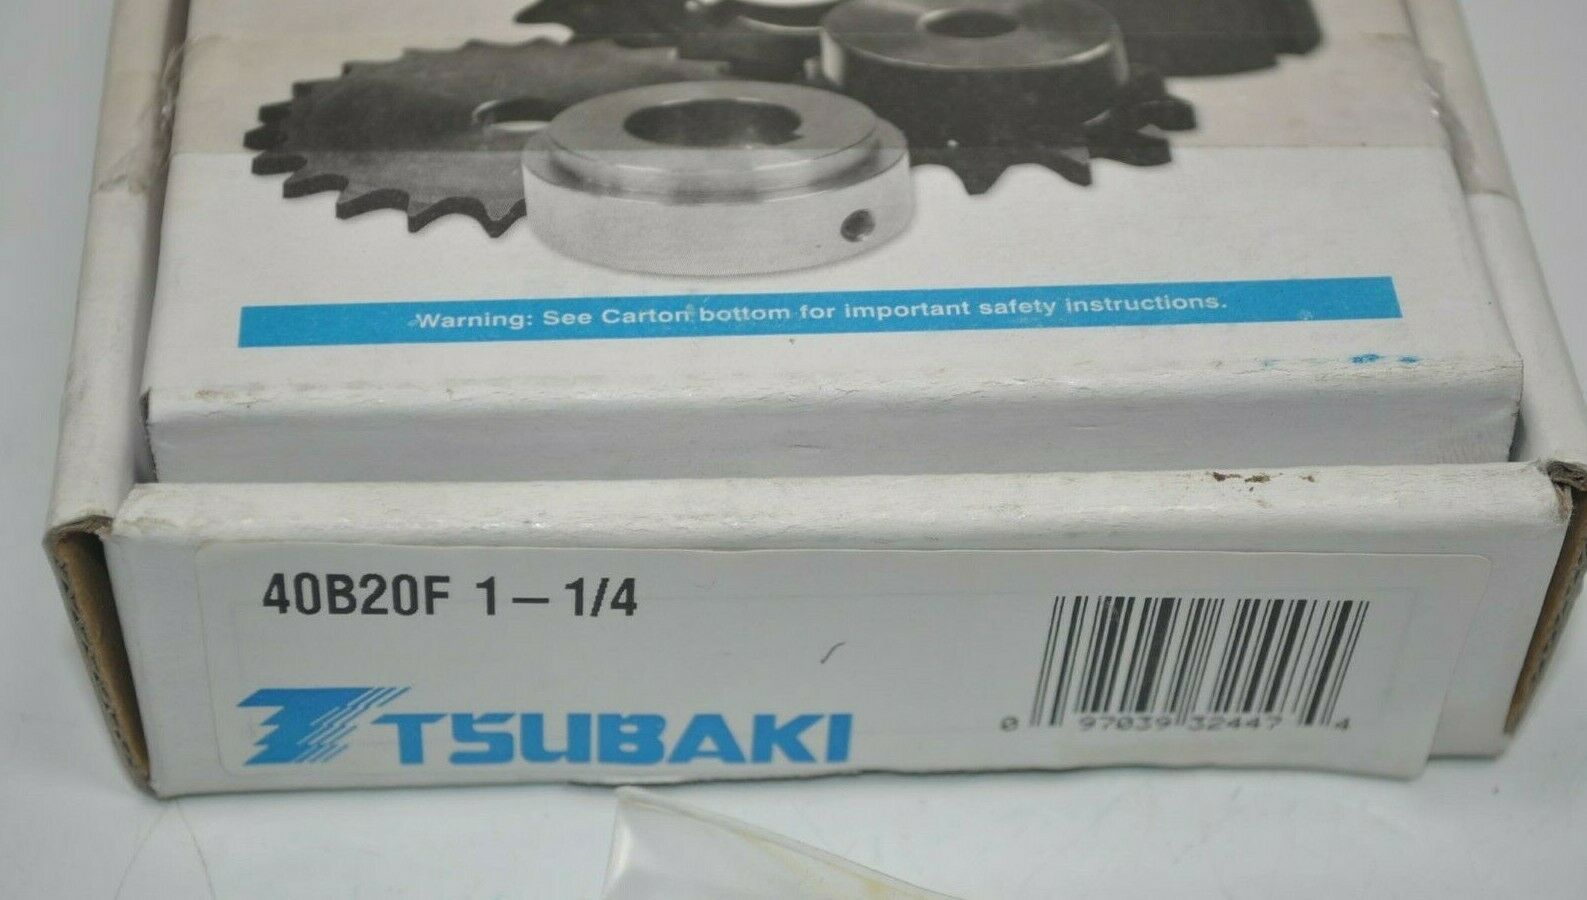 Warning: See Carton bottom for important safety instructions.
40B20F 1-1/4
TSUBAKI
0 97039 32447 4